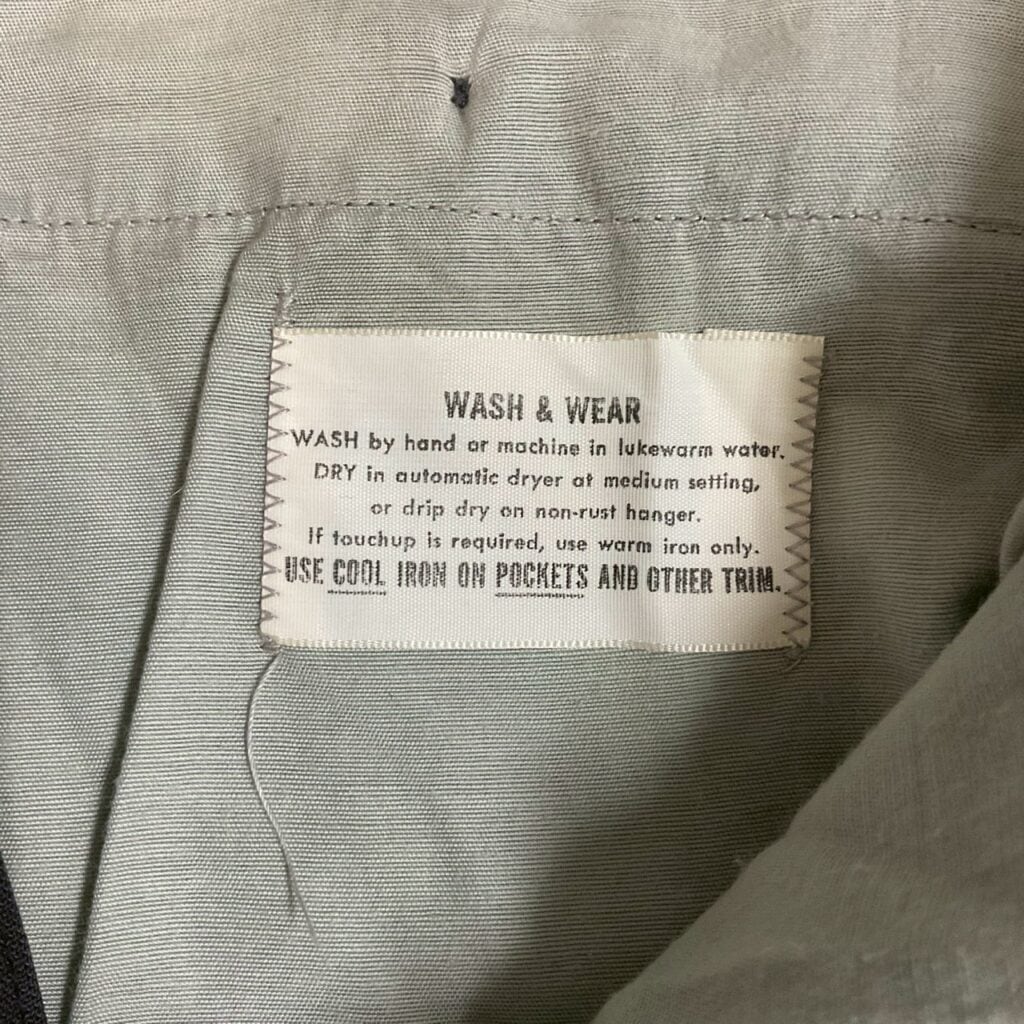 WASH & WEAR
WASH by hand or machine in lukewarm water.
DRY in automatic dryer at medium setting,
or drip dry on non-rust hanger.
If touchup is required, use warm iron only.
USE COOL IRON ON POCKETS AND OTHER TRIM.